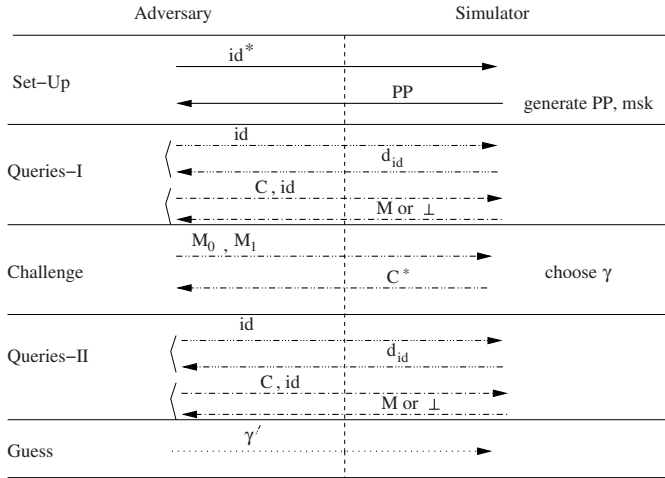 Adversary Simulator
id*
Set-Up
PP
generate PP, msk
id
Queries-I
d_id
C, id
M or ⊥
M_0, M_1
Challenge
C*
choose γ
id
Queries-II
d_id
C, id
M or ⊥
γ′
Guess